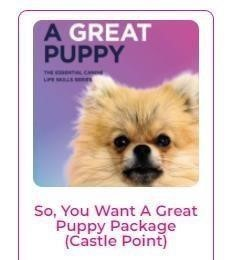 A GREAT
PUPPY
THE ESSENTIAL CANINE
LIFE SKILLS SERIES
So, You Want A Great
Puppy Package
(Castle Point)